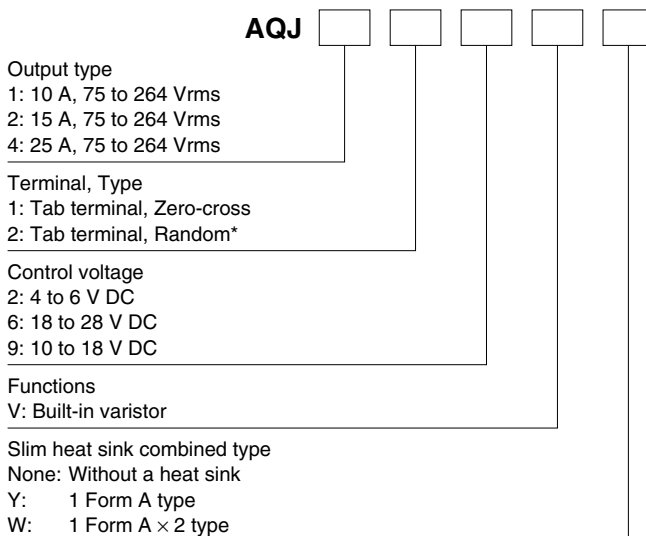 AQJ
Output type
1: 10 A, 75 to 264 Vrms
2: 15 A, 75 to 264 Vrms
4: 25 A, 75 to 264 Vrms
Terminal, Type
1: Tab terminal, Zero-cross
2: Tab terminal, Random*
Control voltage
2: 4 to 6 V DC
6: 18 to 28 V DC
9: 10 to 18 V DC
Functions
V: Built-in varistor
Slim heat sink combined type
None: Without a heat sink
Y: 1 Form A type
W: 1 Form A × 2 type